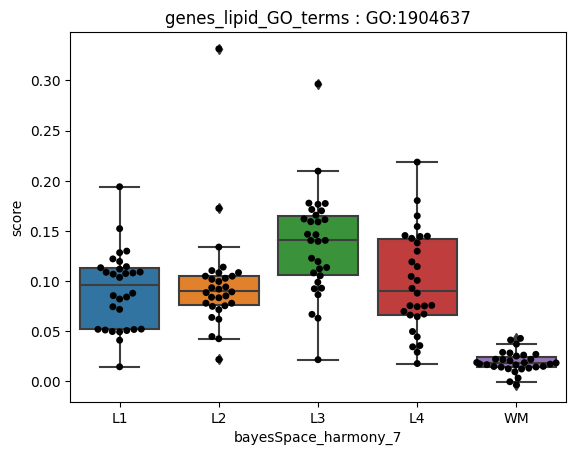 genes_lipid_GO_terms : GO:1904637
0.30
0.25
0.20
0.15
0.10
0.05
0.00
score
L1 L2 L3 L4 WM
bayesSpace_harmony_7